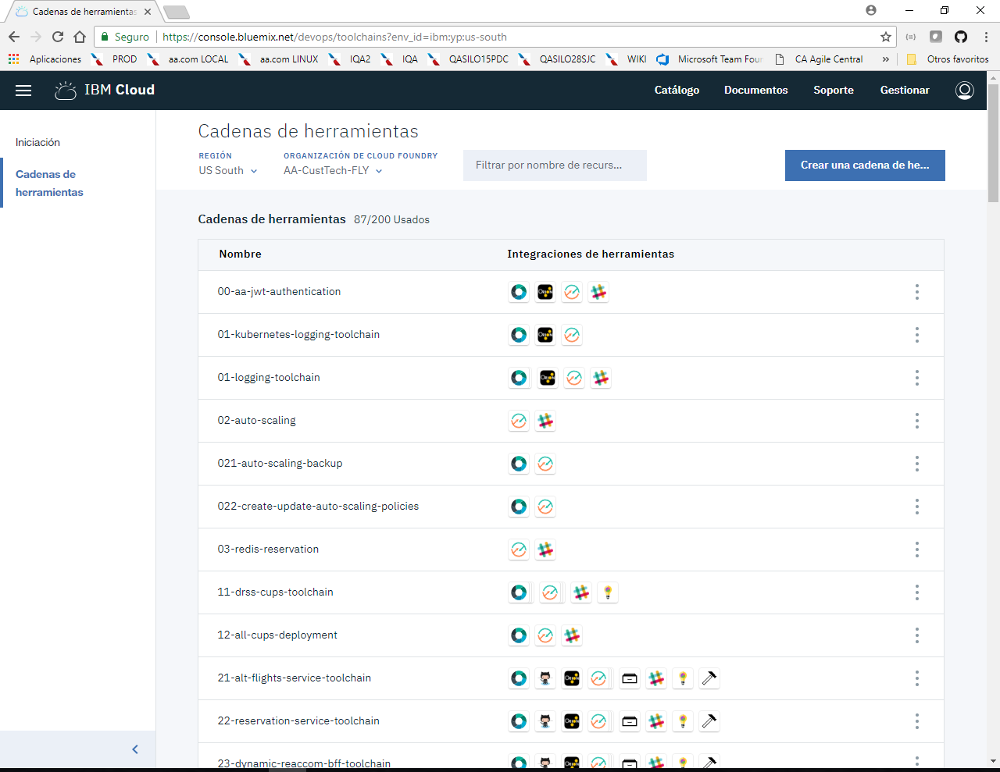 Cadenas de herramientas
Seguro | https://console.bluemix.net/devops/toolchains?env_id=ibm:yp:us-south
Aplicaciones PROD aa.com LOCAL aa.com LINUX IQA2 IQA QASILO15PDC QASILO28SJC WIKI Microsoft Team Four CA Agile Central » Otros favoritos
IBM Cloud Catálogo Documentos Soporte Gestionar
Iniciación
Cadenas de
herramientas
Cadenas de herramientas
REGIÓN ORGANIZACIÓN DE CLOUD FOUNDRY
US South AA-CustTech-FLY
Filtrar por nombre de recurs...
Crear una cadena de he...
Cadenas de herramientas 87/200 Usados
Nombre Integraciones de herramientas
00-aa-jwt-authentication
01-kubernetes-logging-toolchain
01-logging-toolchain
02-auto-scaling
021-auto-scaling-backup
022-create-update-auto-scaling-policies
03-redis-reservation
11-drss-cups-toolchain
12-all-cups-deployment
21-alt-flights-service-toolchain
22-reservation-service-toolchain
23-dynamic-reaccom-bff-toolchain